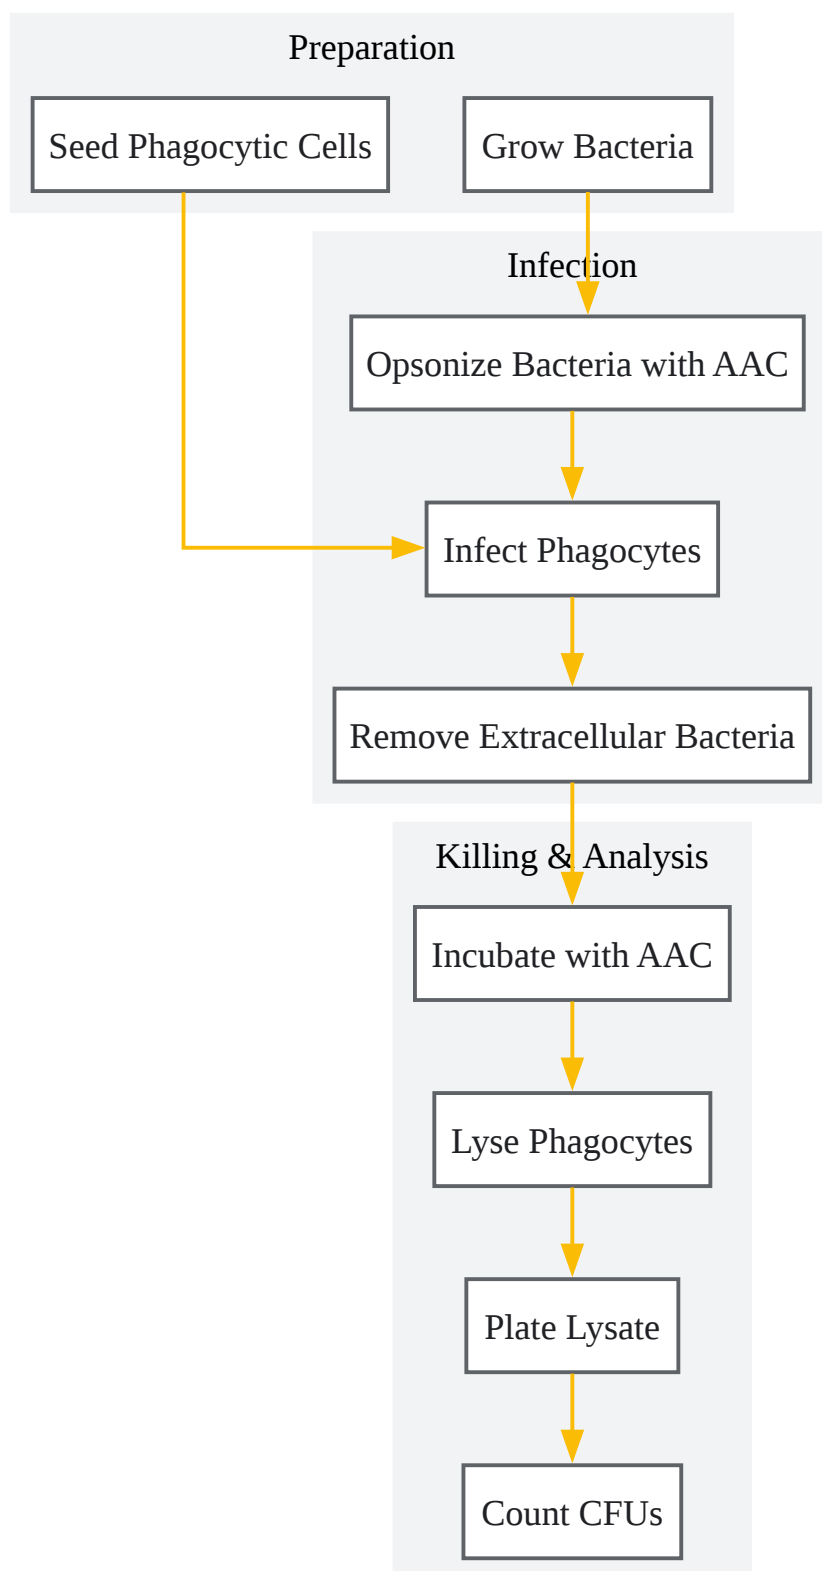 Preparation
Seed Phagocytic Cells
Grow Bacteria
Infection
Opsonize Bacteria with AAC
Infect Phagocytes
Remove Extracellular Bacteria
Killing & Analysis
Incubate with AAC
Lyse Phagocytes
Plate Lysate
Count CFUs